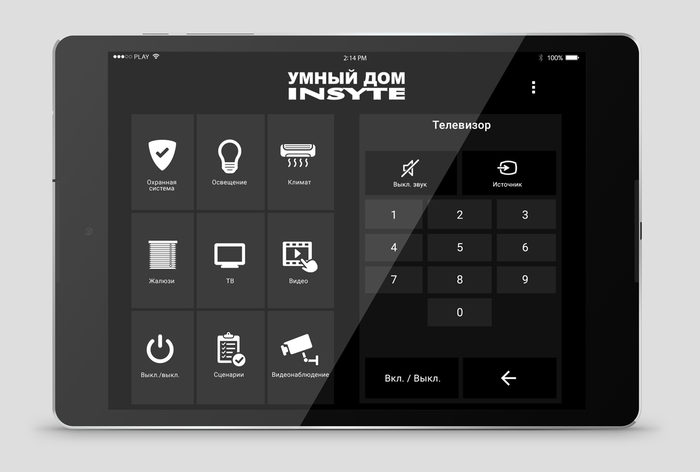 PLAY
2:14 PM
100%
УМНЫЙ ДОМ
INSYTE
Охранная
система
Освещение
Климат
Жалюзи
ТВ
Видео
Выкл./выкл.
Сценарии
Видеонаблюдение
Телевизор
Выкл. звук
Источник
1
2
3
4
5
6
7
8
9
0
Вкл. / Выкл.